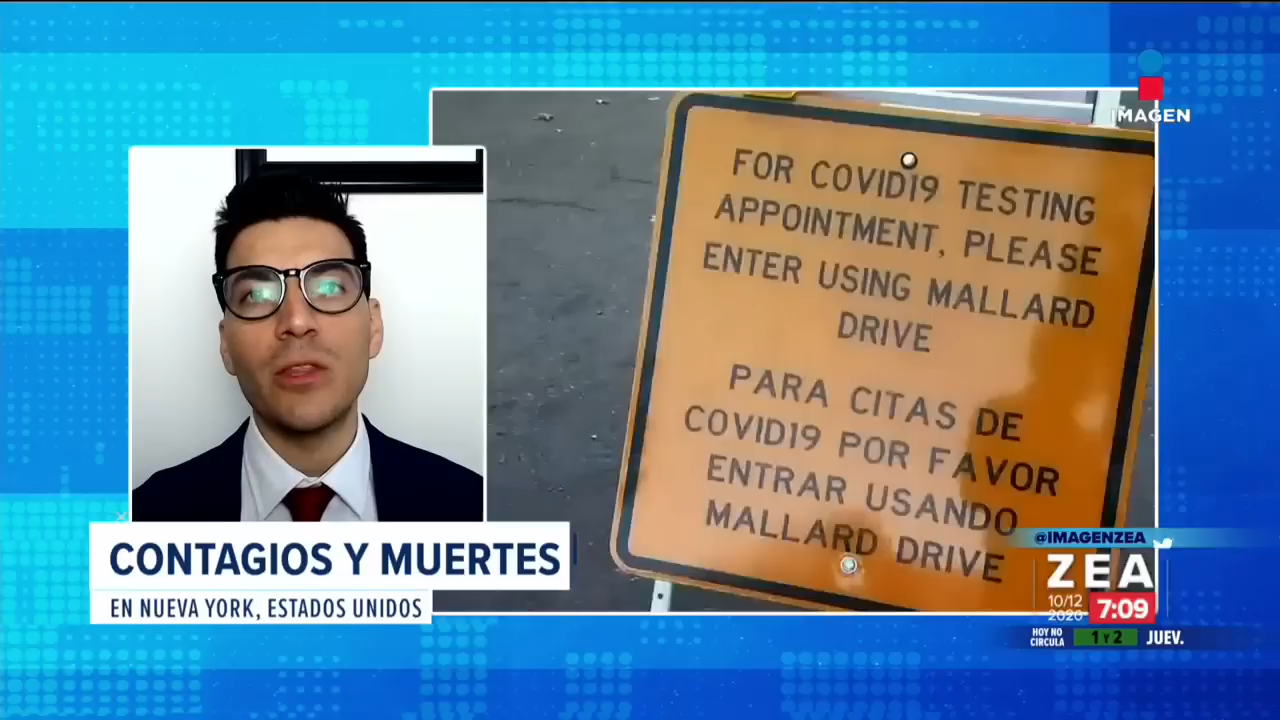 IMAGEN
FOR COVID19 TESTING
APPOINTMENT, PLEASE
ENTER USING MALLARD
DRIVE
PARA CITAS DE
COVID19 POR FAVOR
ENTRAR USANDO
MALLARD DRIVE
CONTAGIOS Y MUERTES
EN NUEVA YORK, ESTADOS UNIDOS
@IMAGENZEA
ZEA
10/12
2020
7:09
HOY NO
CIRCULA
1 Y 2
JUEV.